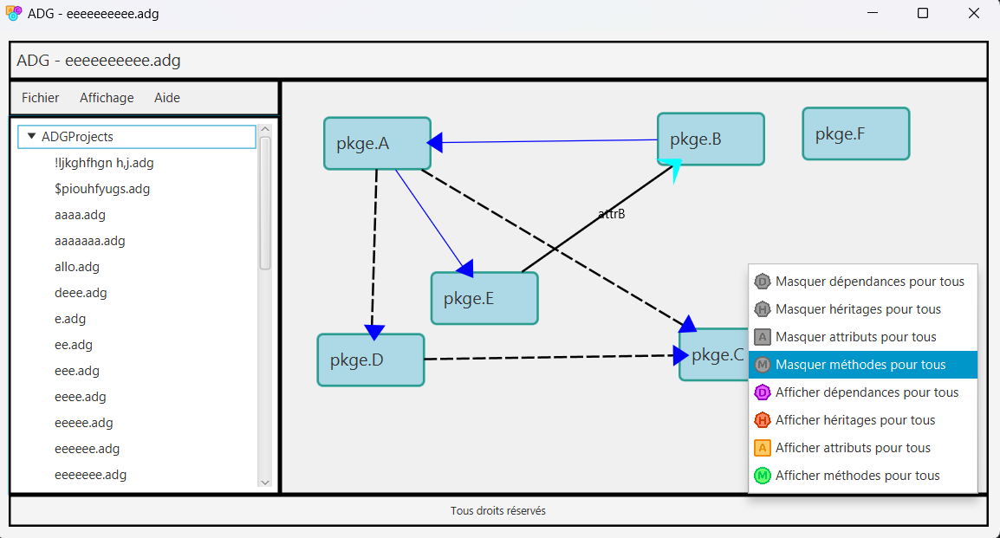 ADG - eeeeeeeeee.adg
ADG - eeeeeeeeee.adg
Fichier Affichage Aide
ADGProjects
!ljkghfhgn h,j.adg
$piouhfyugs.adg
aaaa.adg
aaaaaaa.adg
allo.adg
deee.adg
e.adg
ee.adg
eee.adg
eeee.adg
eeeee.adg
eeeeee.adg
eeeeeee.adg
pkge.A
pkge.B
pkge.F
attrB
pkge.E
pkge.D
pkge.C
D Masquer dépendances pour tous
H Masquer héritages pour tous
A Masquer attributs pour tous
M Masquer méthodes pour tous
D Afficher dépendances pour tous
H Afficher héritages pour tous
A Afficher attributs pour tous
M Afficher méthodes pour tous
Tous droits réservés